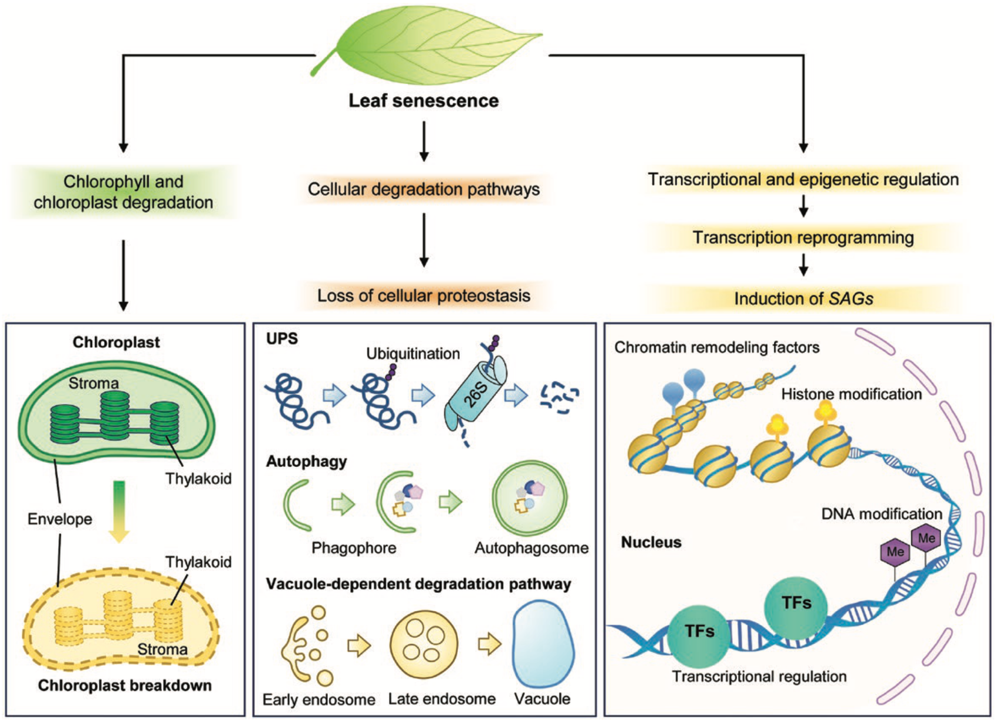 Leaf senescence
Chlorophyll and
chloroplast degradation
Cellular degradation pathways
Loss of cellular proteostasis
Transcriptional and epigenetic regulation
Transcription reprogramming
Induction of SAGs
Chloroplast
Stroma
Thylakoid
Envelope
Thylakoid
Stroma
Chloroplast breakdown
UPS
Ubiquitination
26S
Autophagy
Phagophore
Autophagosome
Vacuole-dependent degradation pathway
Early endosome
Late endosome
Vacuole
Chromatin remodeling factors
Histone modification
DNA modification
Me
Me
Nucleus
TFs
TFs
Transcriptional regulation